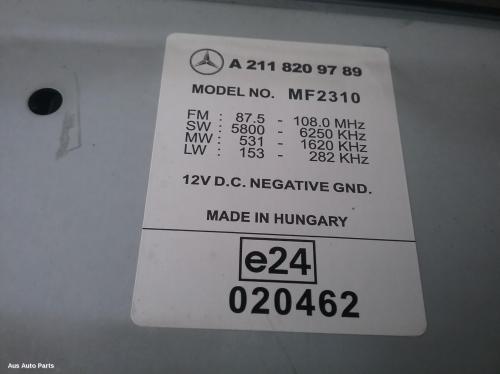 A 211 820 97 89
MODEL NO. MF2310
FM : 87.5 - 108.0 MHz
SW : 5800 - 6250 KHz
MW : 531 - 1620 KHz
LW : 153 - 282 KHz
12V D.C. NEGATIVE GND.
MADE IN HUNGARY
e24
020462
Aus Auto Parts